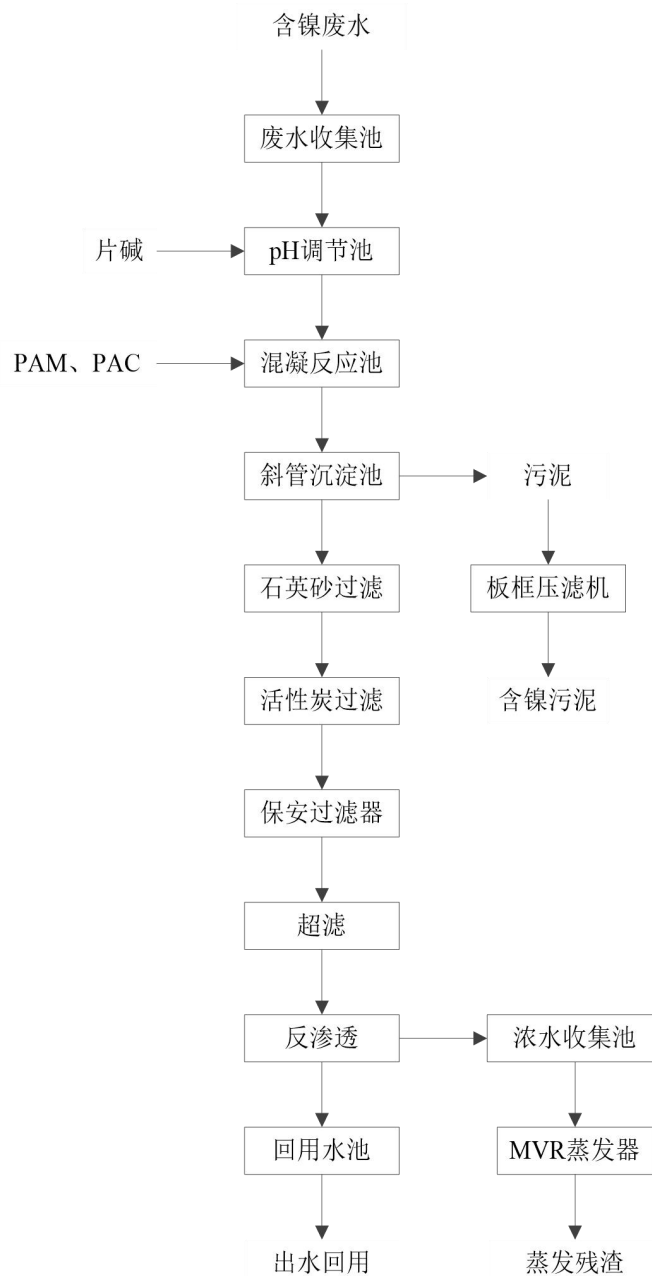 含镍废水
废水收集池
片碱
pH调节池
PAM、PAC
混凝反应池
斜管沉淀池
污泥
石英砂过滤
板框压滤机
活性炭过滤
含镍污泥
保安过滤器
超滤
反渗透
浓水收集池
回用水池
MVR蒸发器
出水回用
蒸发残渣